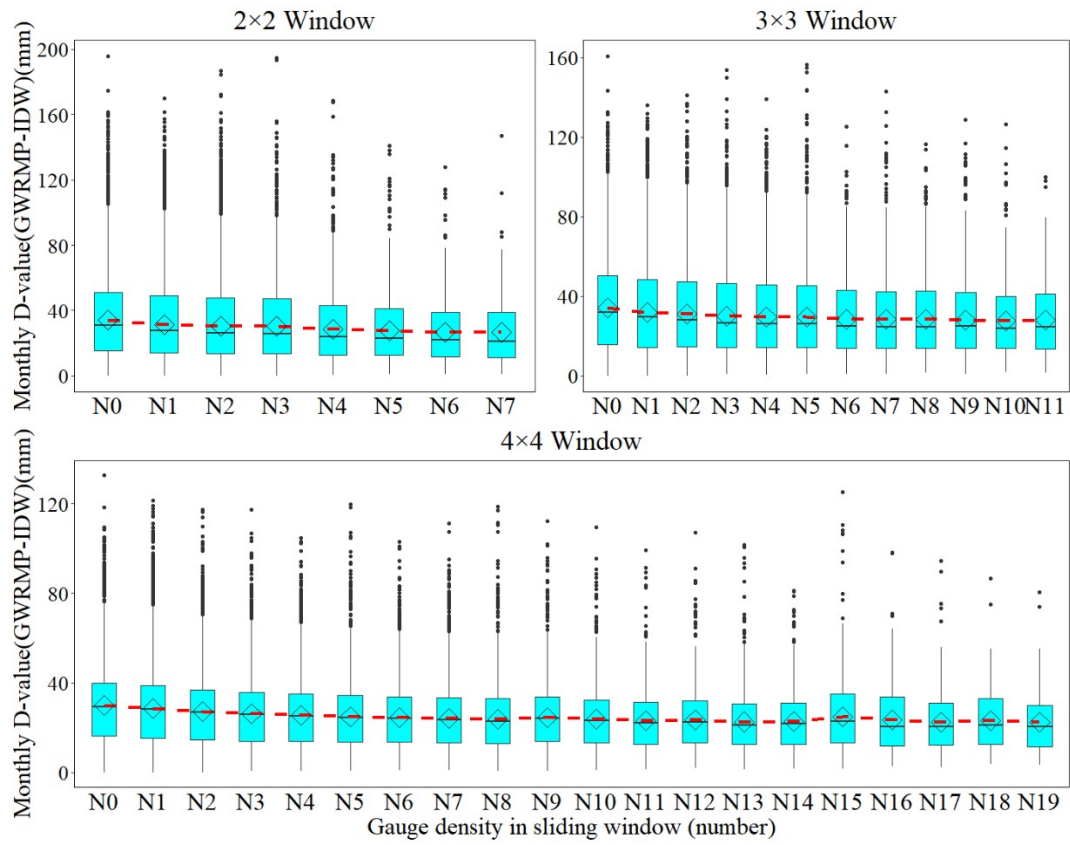 2×2 Window
3×3 Window
Monthly D-value(GWRMP-IDW)(mm)
200
160
120
80
40
0
N0 N1 N2 N3 N4 N5 N6 N7
160
120
80
40
0
N0 N1 N2 N3 N4 N5 N6 N7 N8 N9 N10 N11
4×4 Window
Monthly D-value(GWRMP-IDW)(mm)
120
80
40
0
N0 N1 N2 N3 N4 N5 N6 N7 N8 N9 N10 N11 N12 N13 N14 N15 N16 N17 N18 N19
Gauge density in sliding window (number)